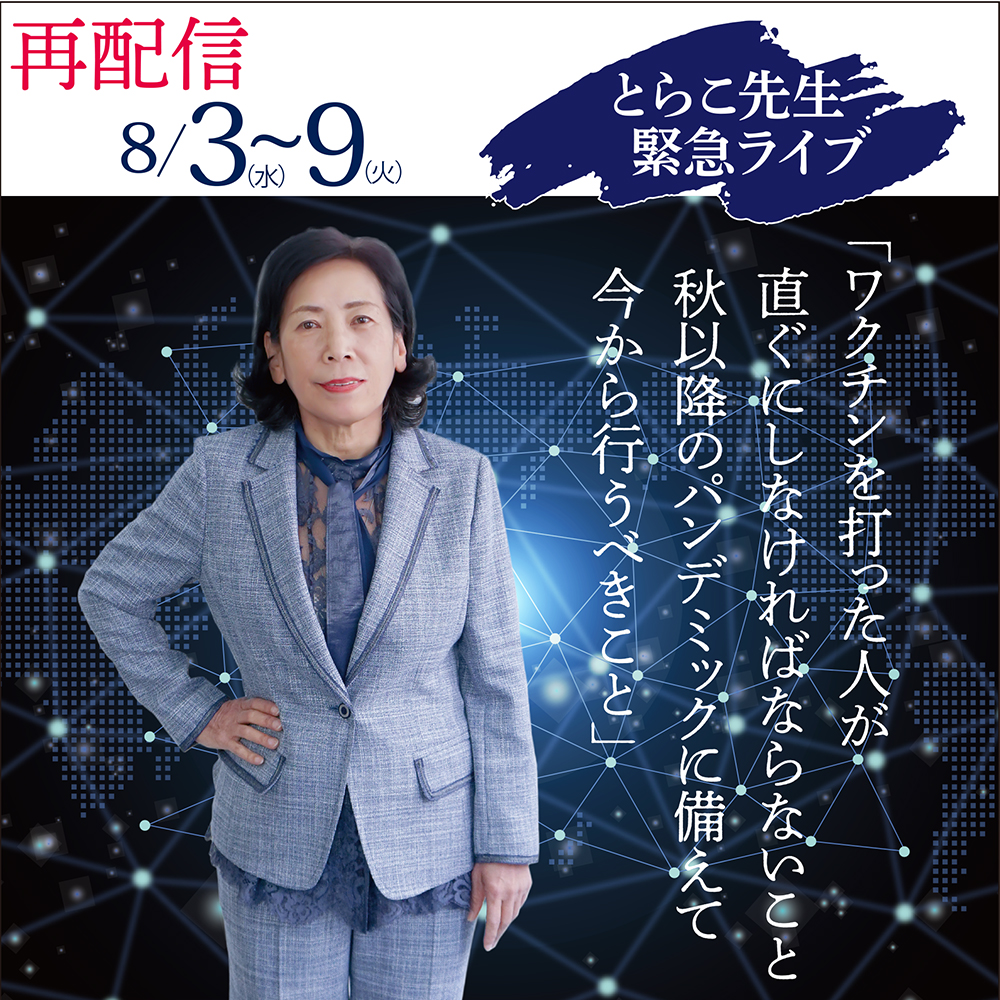 再配信
8/3(水)~9(火)
とらこ先生
緊急ライブ
「ワクチンを打った人が
直ぐにしなければならないこと
秋以降のパンデミックに備えて
今から行うべきこと」